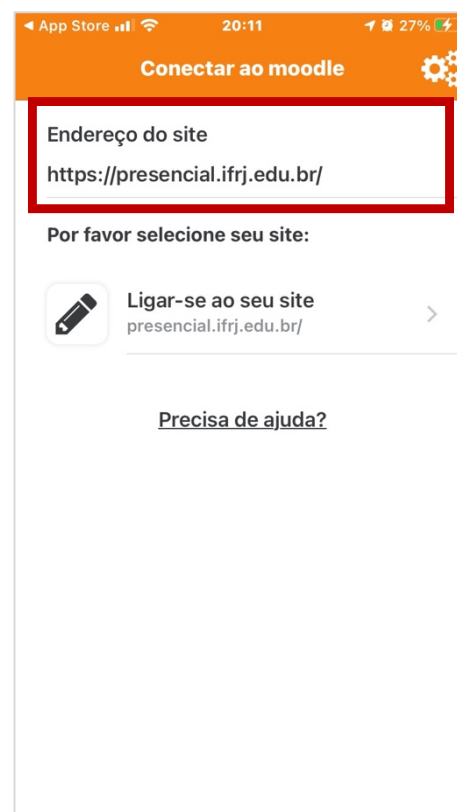 App Store 20:11 27%
Conectar ao moodle
Endereço do site
https://presencial.ifrj.edu.br/
Por favor selecione seu site:
Ligar-se ao seu site
presencial.ifrj.edu.br/
Precisa de ajuda?